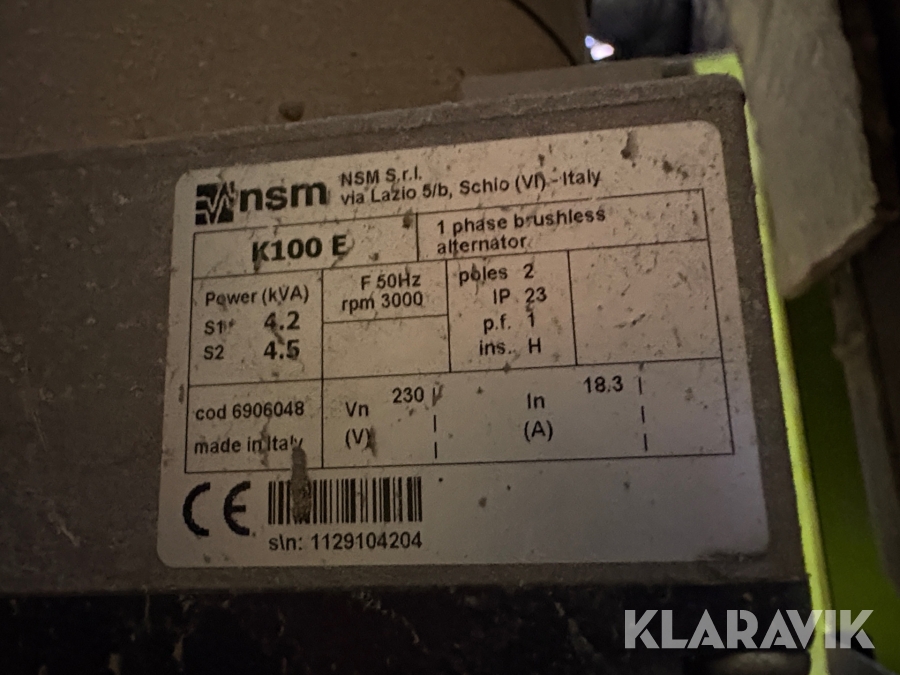 nsm
NSM S.r.l.
via Lazio 5/b, Schio (VI) - Italy
K100 E
1 phase brushless
alternator
Power (kVA)
S1 4.2
S2 4.5
F 50Hz
rpm 3000
poles 2
IP 23
p.f. 1
ins. H
cod 6906048
made in Italy
Vn 230 /
(V)
In 18.3 /
(A)
CE
s\n: 1129104204
KLARAVIK